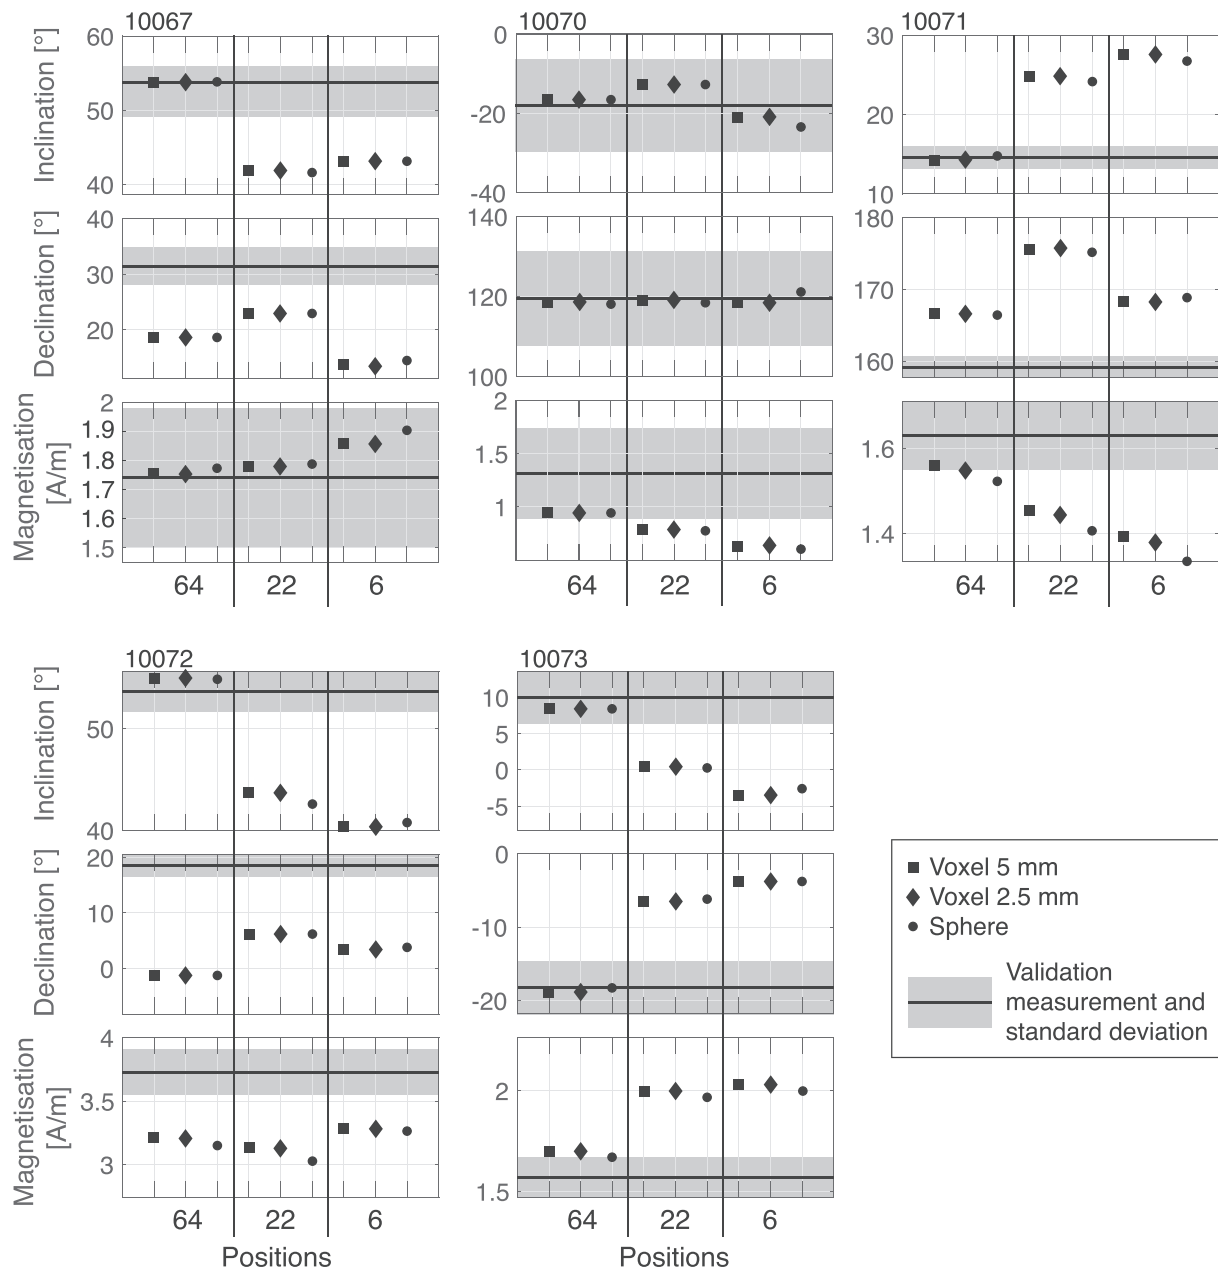 10067
10070
10071
Inclination [°]
60
50
40
0
-20
-40
30
20
10
Declination [°]
40
30
20
140
120
100
180
170
160
Magnetisation
[A/m]
2
1.9
1.8
1.7
1.6
1.5
2
1.5
1
1.6
1.4
64 22 6
64 22 6
64 22 6
10072
10073
Inclination [°]
50
40
10
5
0
-5
Declination [°]
20
10
0
0
-10
-20
Magnetisation
[A/m]
4
3.5
3
2
1.5
64 22 6
64 22 6
Positions
Positions
Voxel 5 mm
Voxel 2.5 mm
Sphere
Validation
measurement and
standard deviation